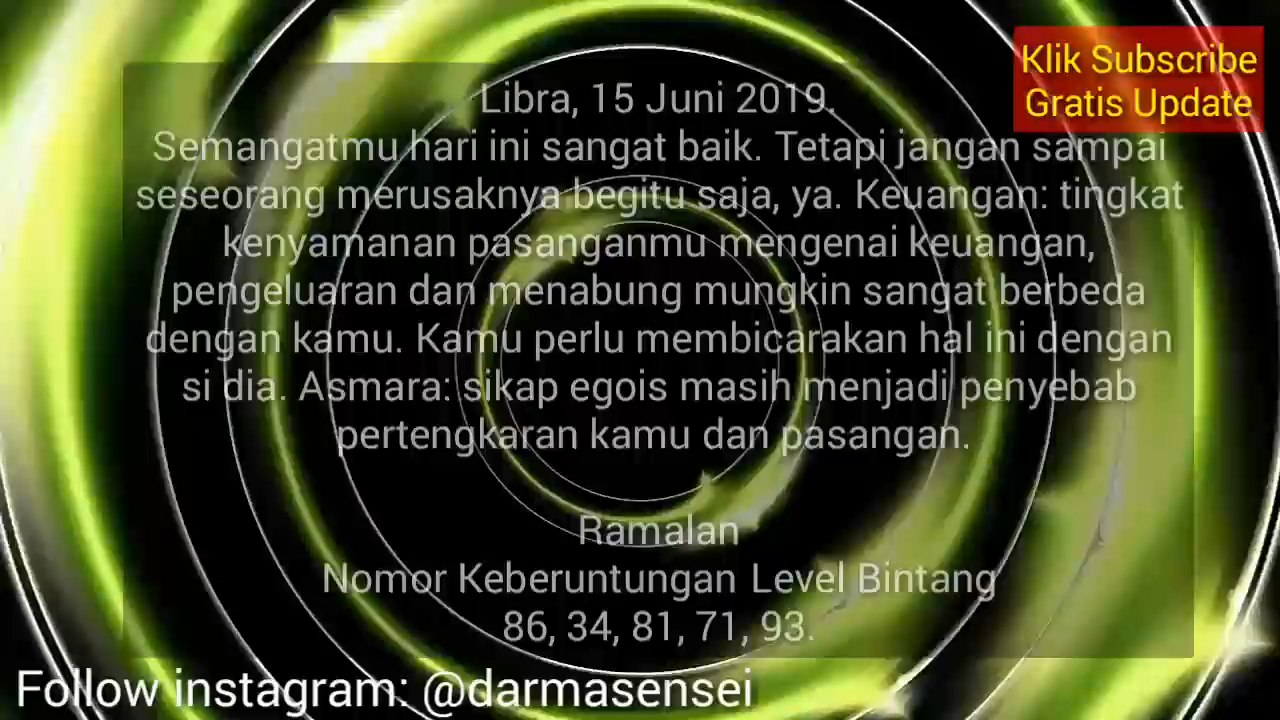 Klik Subscribe
Gratis Update
Libra, 15 Juni 2019.
Semangatmu hari ini sangat baik. Tetapi jangan sampai
seseorang merusaknya begitu saja, ya. Keuangan: tingkat
kenyamanan pasanganmu mengenai keuangan,
pengeluaran dan menabung mungkin sangat berbeda
dengan kamu. Kamu perlu membicarakan hal ini dengan
si dia. Asmara: sikap egois masih menjadi penyebab
pertengkaran kamu dan pasangan.
Ramalan
Nomor Keberuntungan Level Bintang
86, 34, 81, 71, 93.
Follow instagram: @darmasensei